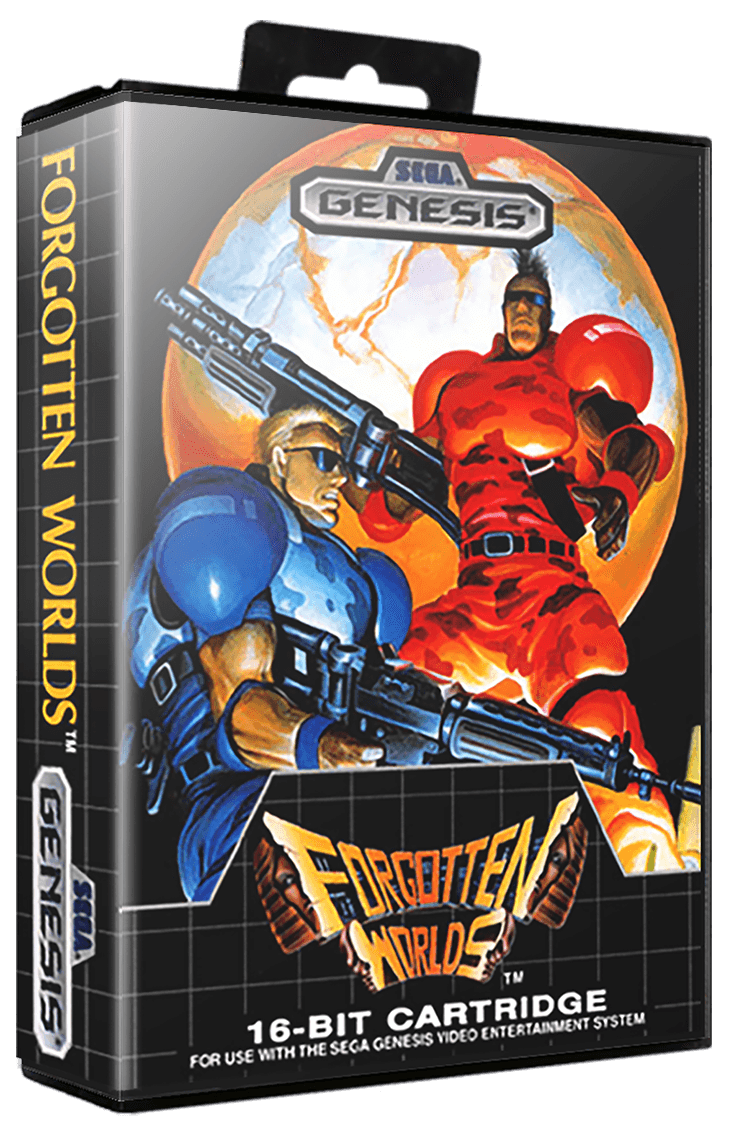 FORGOTTEN WORLDS™
SEGA
GENESIS
SEGA®
GENESIS®
FORGOTTEN
WORLDS
™
16-BIT CARTRIDGE
FOR USE WITH THE SEGA GENESIS VIDEO ENTERTAINMENT SYSTEM